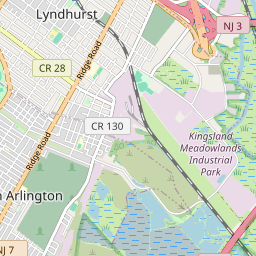 Lyndhurst
NJ 3
Ridge Road
CR 28
CR 130
Kingsland
Meadowlands
Industrial
Park
Ridge Road
n Arlington
NJ 7